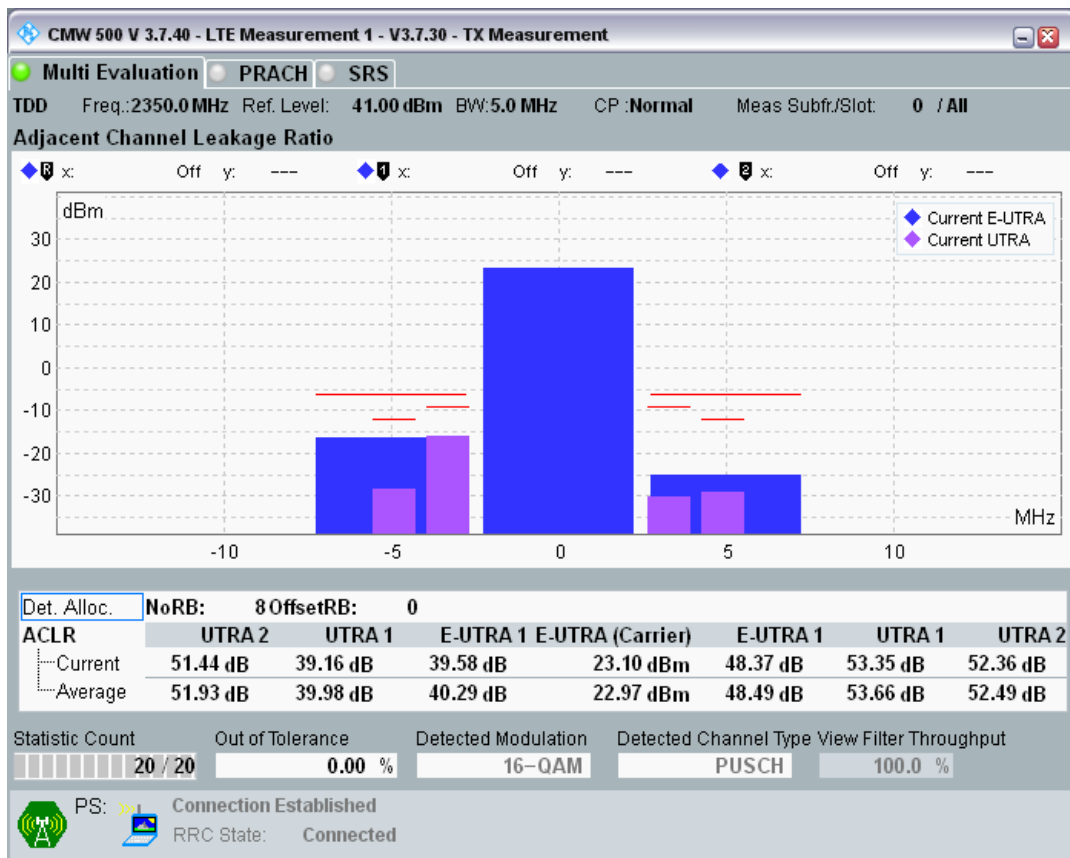 CMW 500 V 3.7.40 - LTE Measurement 1 - V3.7.30 - TX Measurement
Multi Evaluation PRACH SRS
TDD Freq.:2350.0 MHz Ref. Level: 41.00 dBm BW:5.0 MHz CP :Normal Meas Subfr./Slot: 0 / All
Adjacent Channel Leakage Ratio
R x: Off y: --- 1 x: Off y: --- 2 x: Off y: ---
dBm
Current E-UTRA
Current UTRA
30
20
10
0
-10
-20
-30
MHz
-10 -5 0 5 10
Det. Alloc. NoRB: 8 OffsetRB: 0
ACLR UTRA 2 UTRA 1 E-UTRA 1 E-UTRA (Carrier) E-UTRA 1 UTRA 1 UTRA 2
Current 51.44 dB 39.16 dB 39.58 dB 23.10 dBm 48.37 dB 53.35 dB 52.36 dB
Average 51.93 dB 39.98 dB 40.29 dB 22.97 dBm 48.49 dB 53.66 dB 52.49 dB
Statistic Count Out of Tolerance Detected Modulation Detected Channel Type View Filter Throughput
20 / 20 0.00 % 16-QAM PUSCH 100.0 %
PS: Connection Established
RRC State: Connected